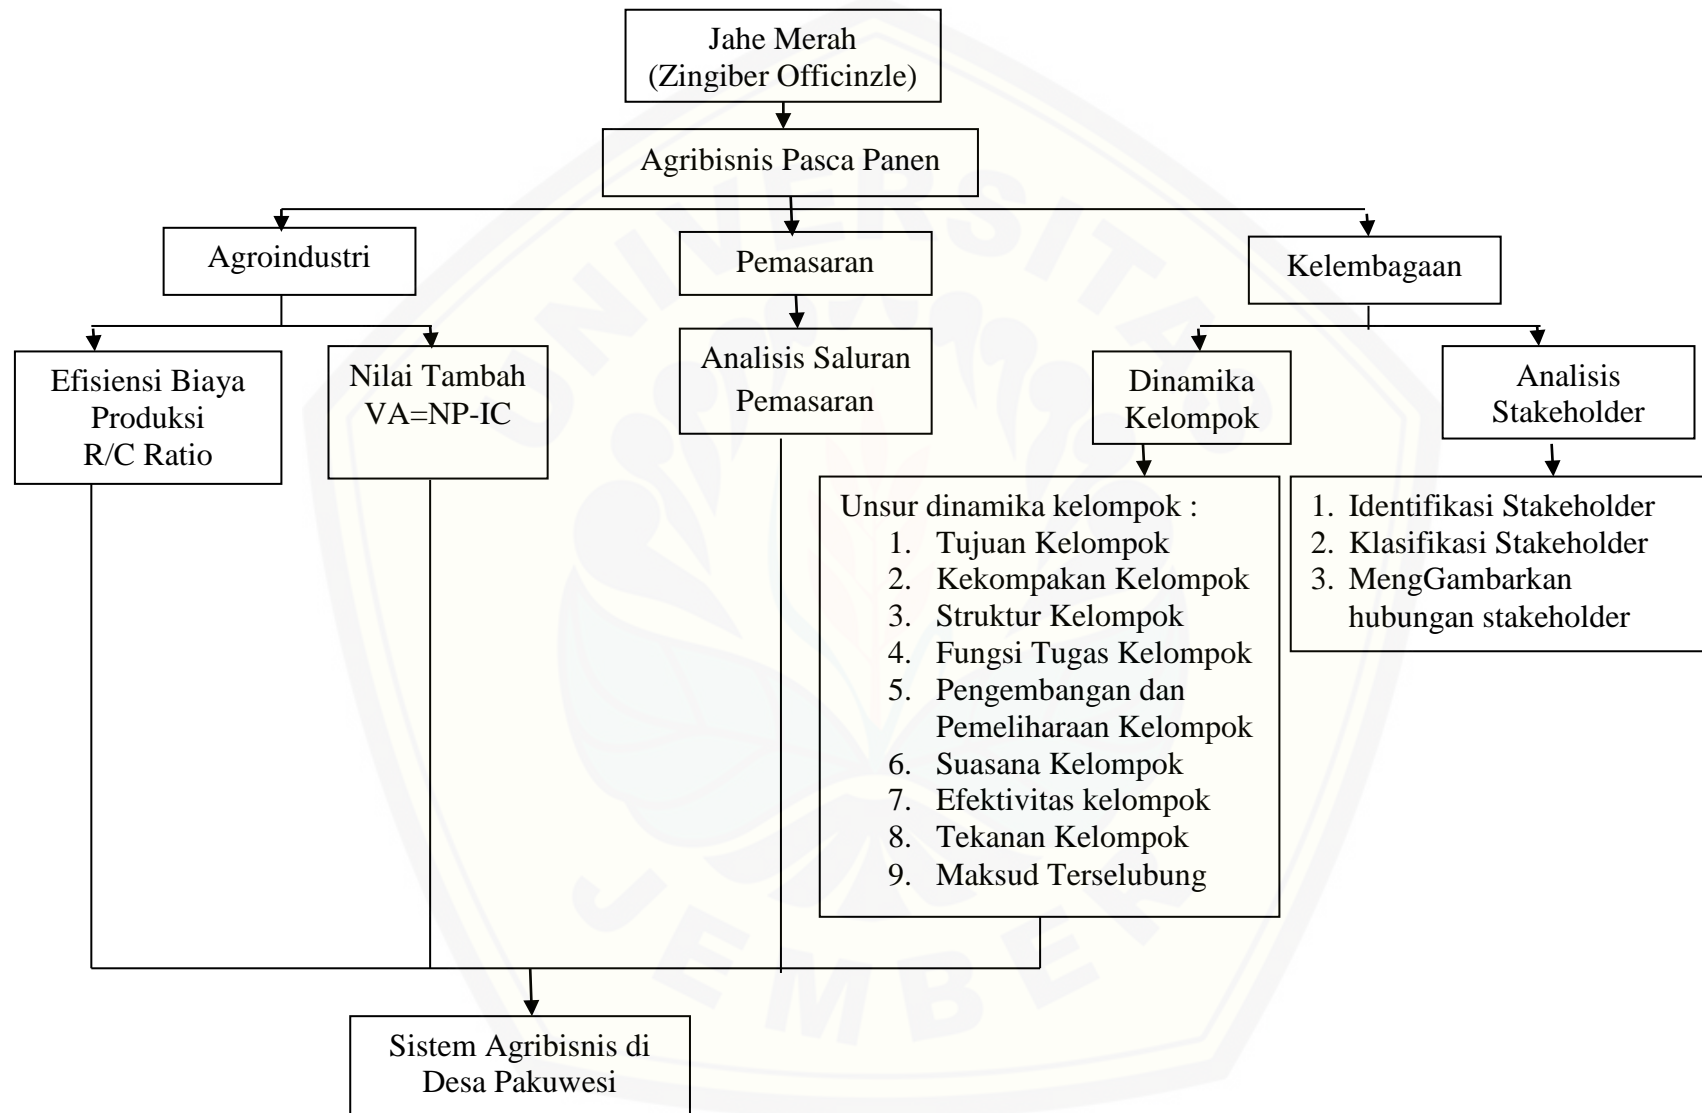 Jahe Merah
(Zingiber Officinzle)
Agribisnis Pasca Panen
Agroindustri
Pemasaran
Kelembagaan
Efisiensi Biaya
Produksi
R/C Ratio
Nilai Tambah
VA=NP-IC
Analisis Saluran
Pemasaran
Dinamika
Kelompok
Analisis
Stakeholder
Unsur dinamika kelompok :
1. Tujuan Kelompok
2. Kekompakan Kelompok
3. Struktur Kelompok
4. Fungsi Tugas Kelompok
5. Pengembangan dan
Pemeliharaan Kelompok
6. Suasana Kelompok
7. Efektivitas kelompok
8. Tekanan Kelompok
9. Maksud Terselubung
1. Identifikasi Stakeholder
2. Klasifikasi Stakeholder
3. MengGambarkan
hubungan stakeholder
Sistem Agribisnis di
Desa Pakuwesi
UNIVERSITAS
JEMBER